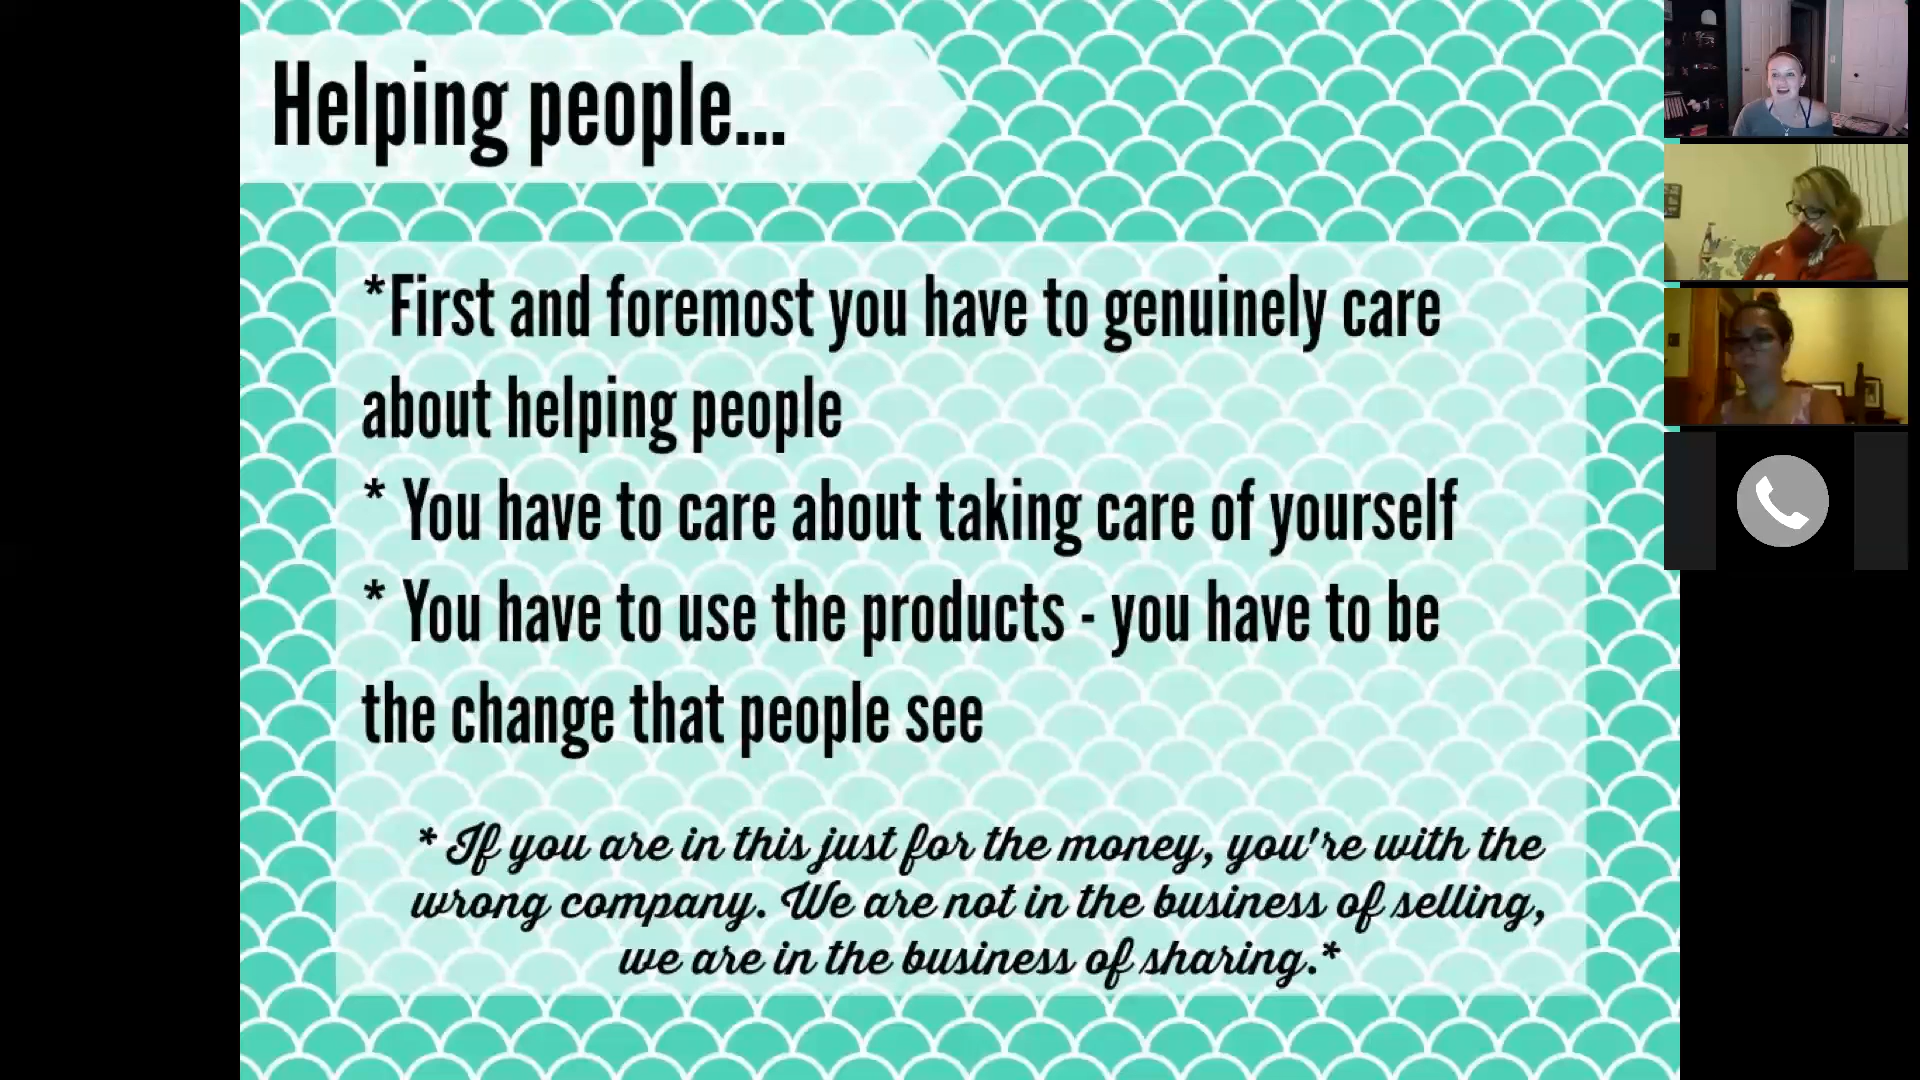 Helping people...
*First and foremost you have to genuinely care
about helping people
* You have to care about taking care of yourself
* You have to use the products - you have to be
the change that people see
* If you are in this just for the money, you're with the
wrong company. We are not in the business of selling,
we are in the business of sharing.*